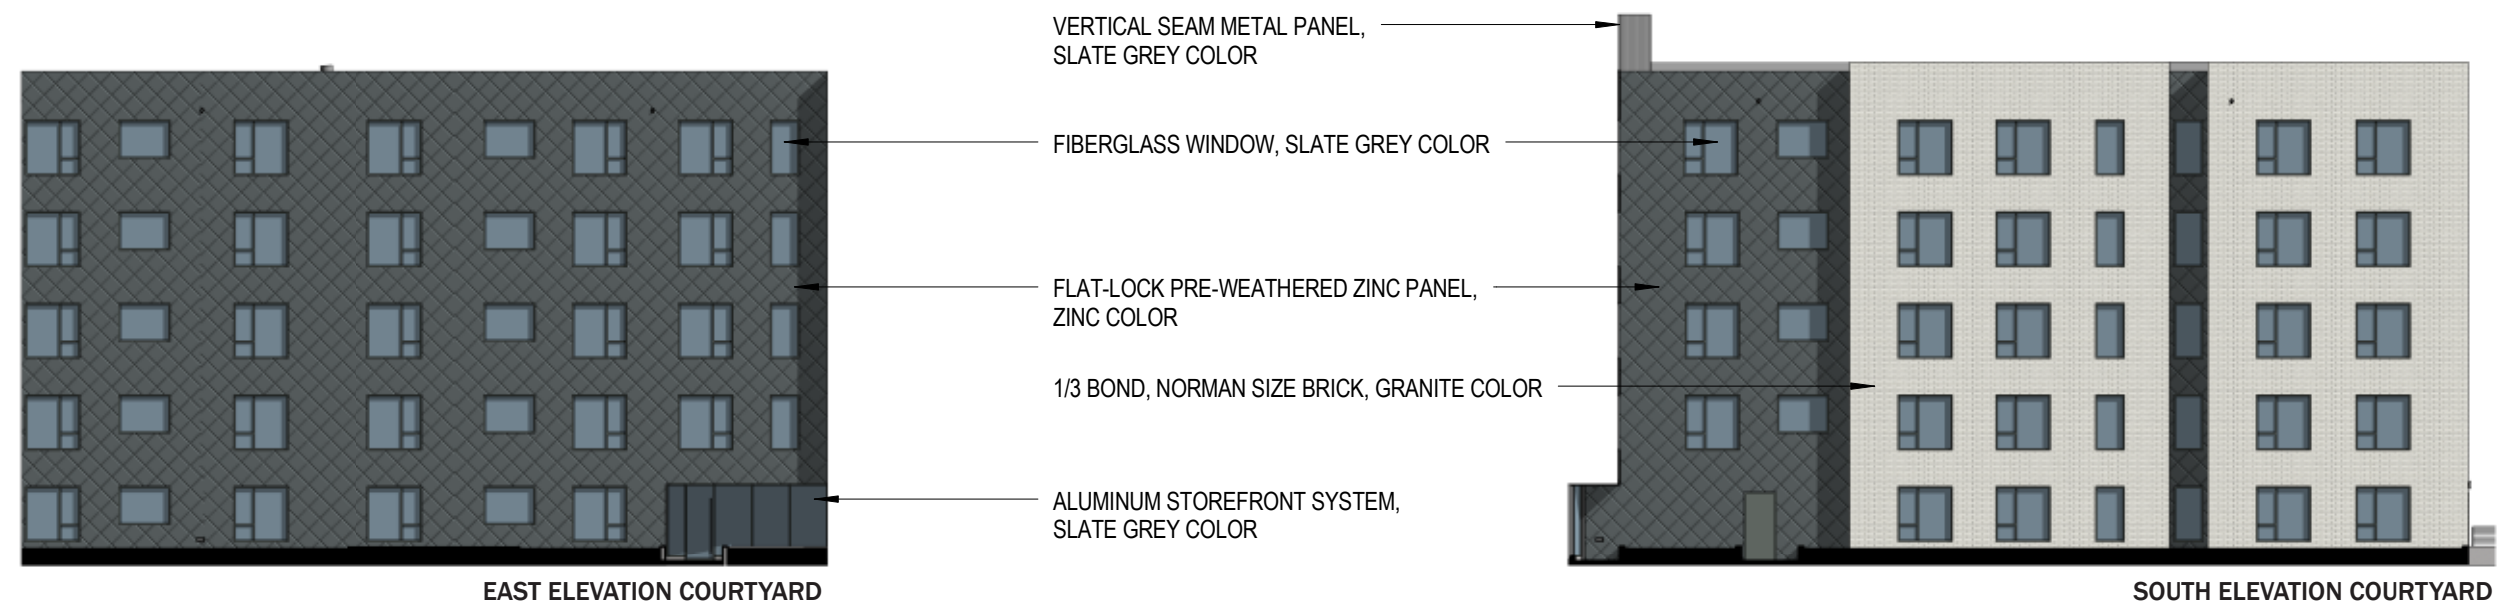 VERTICAL SEAM METAL PANEL,
SLATE GREY COLOR
FIBERGLASS WINDOW, SLATE GREY COLOR
FLAT-LOCK PRE-WEATHERED ZINC PANEL,
ZINC COLOR
1/3 BOND, NORMAN SIZE BRICK, GRANITE COLOR
ALUMINUM STOREFRONT SYSTEM,
SLATE GREY COLOR
EAST ELEVATION COURTYARD
SOUTH ELEVATION COURTYARD